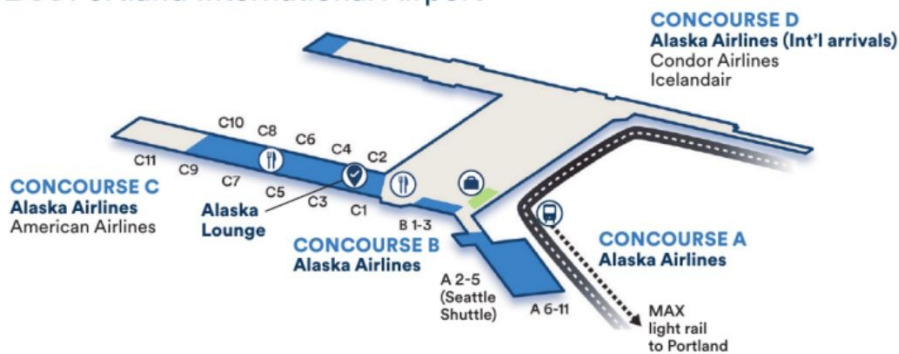 CONCOURSE D
Alaska Airlines (Int'l arrivals)
Condor Airlines
Icelandair
C10
C8
C6
C4
C2
C11
C9
C7
C5
C3
C1
CONCOURSE C
Alaska Airlines
American Airlines
Alaska
Lounge
B 1-3
CONCOURSE B
Alaska Airlines
CONCOURSE A
Alaska Airlines
A 2-5
(Seattle
Shuttle)
A 6-11
MAX
light rail
to Portland